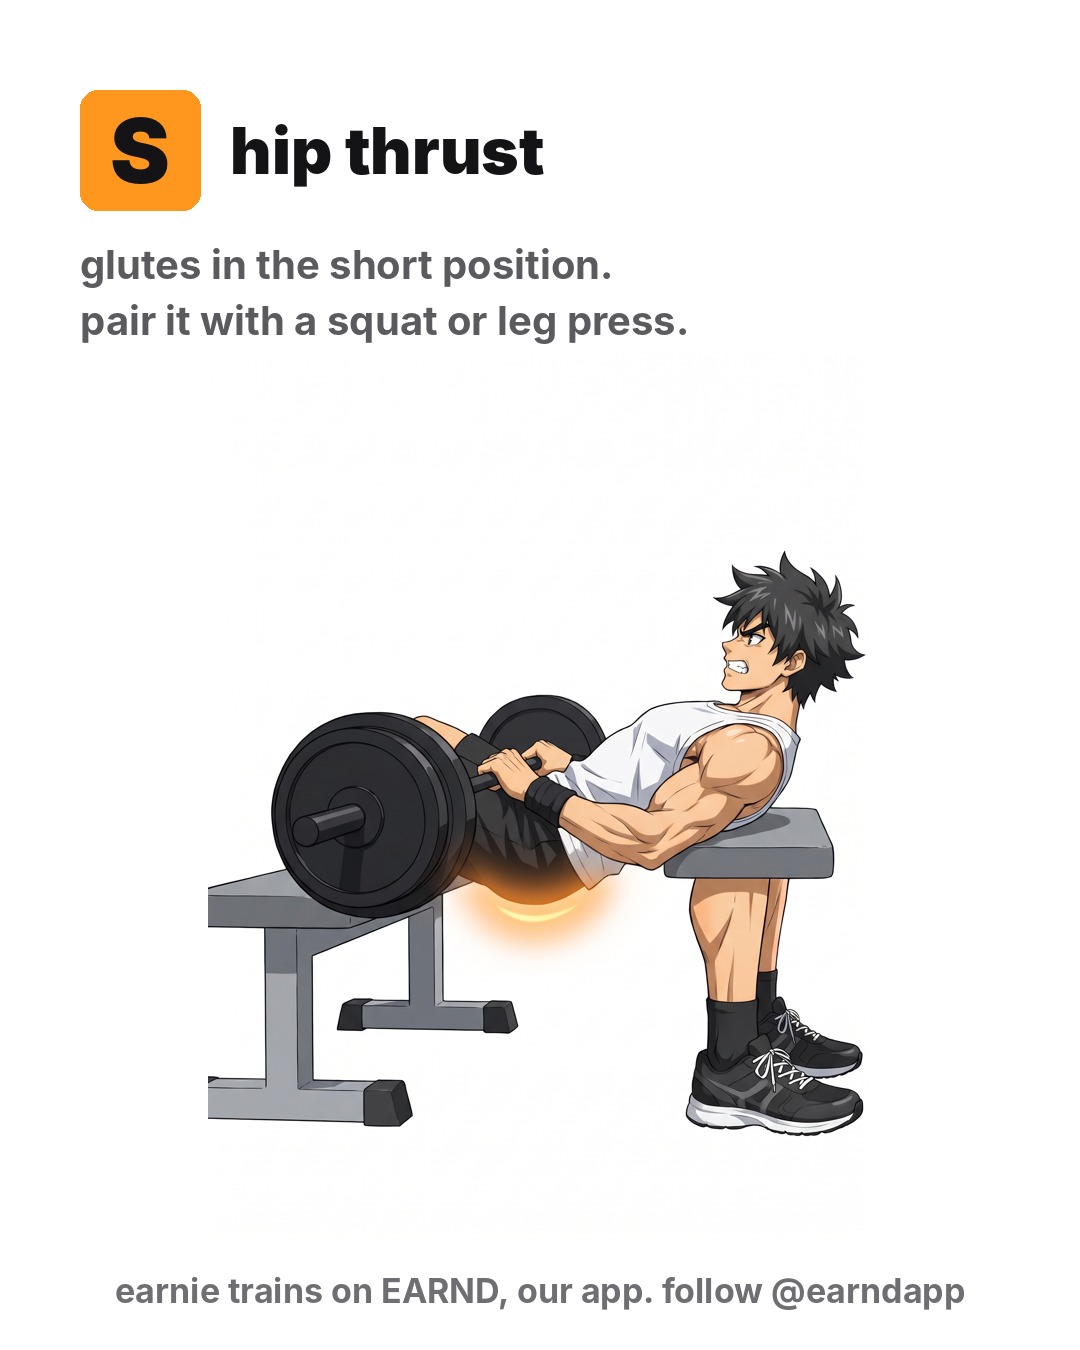 S hip thrust
glutes in the short position.
pair it with a squat or leg press.
earnie trains on EARND, our app. follow @earndapp